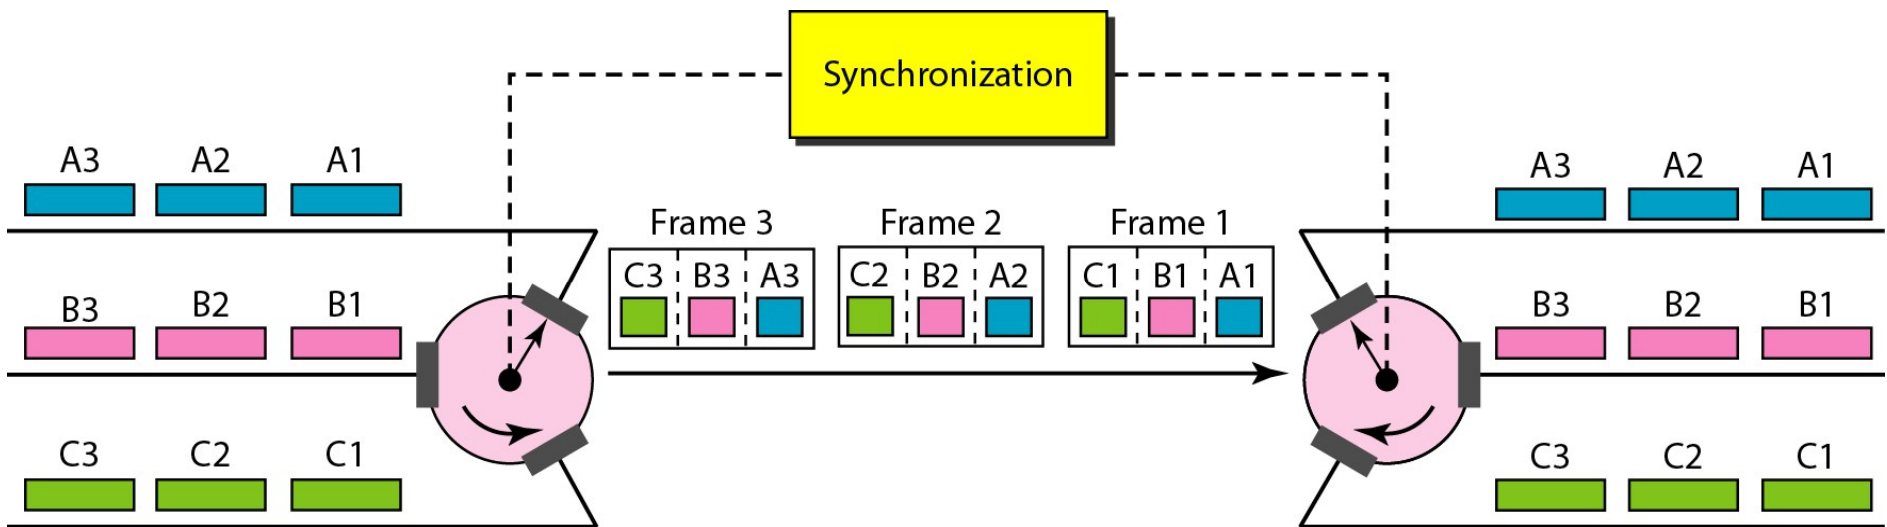 Synchronization
A3 A2 A1
A3 A2 A1
Frame 3 Frame 2 Frame 1
C3 B3 A3 C2 B2 A2 C1 B1 A1
B3 B2 B1
B3 B2 B1
C3 C2 C1
C3 C2 C1